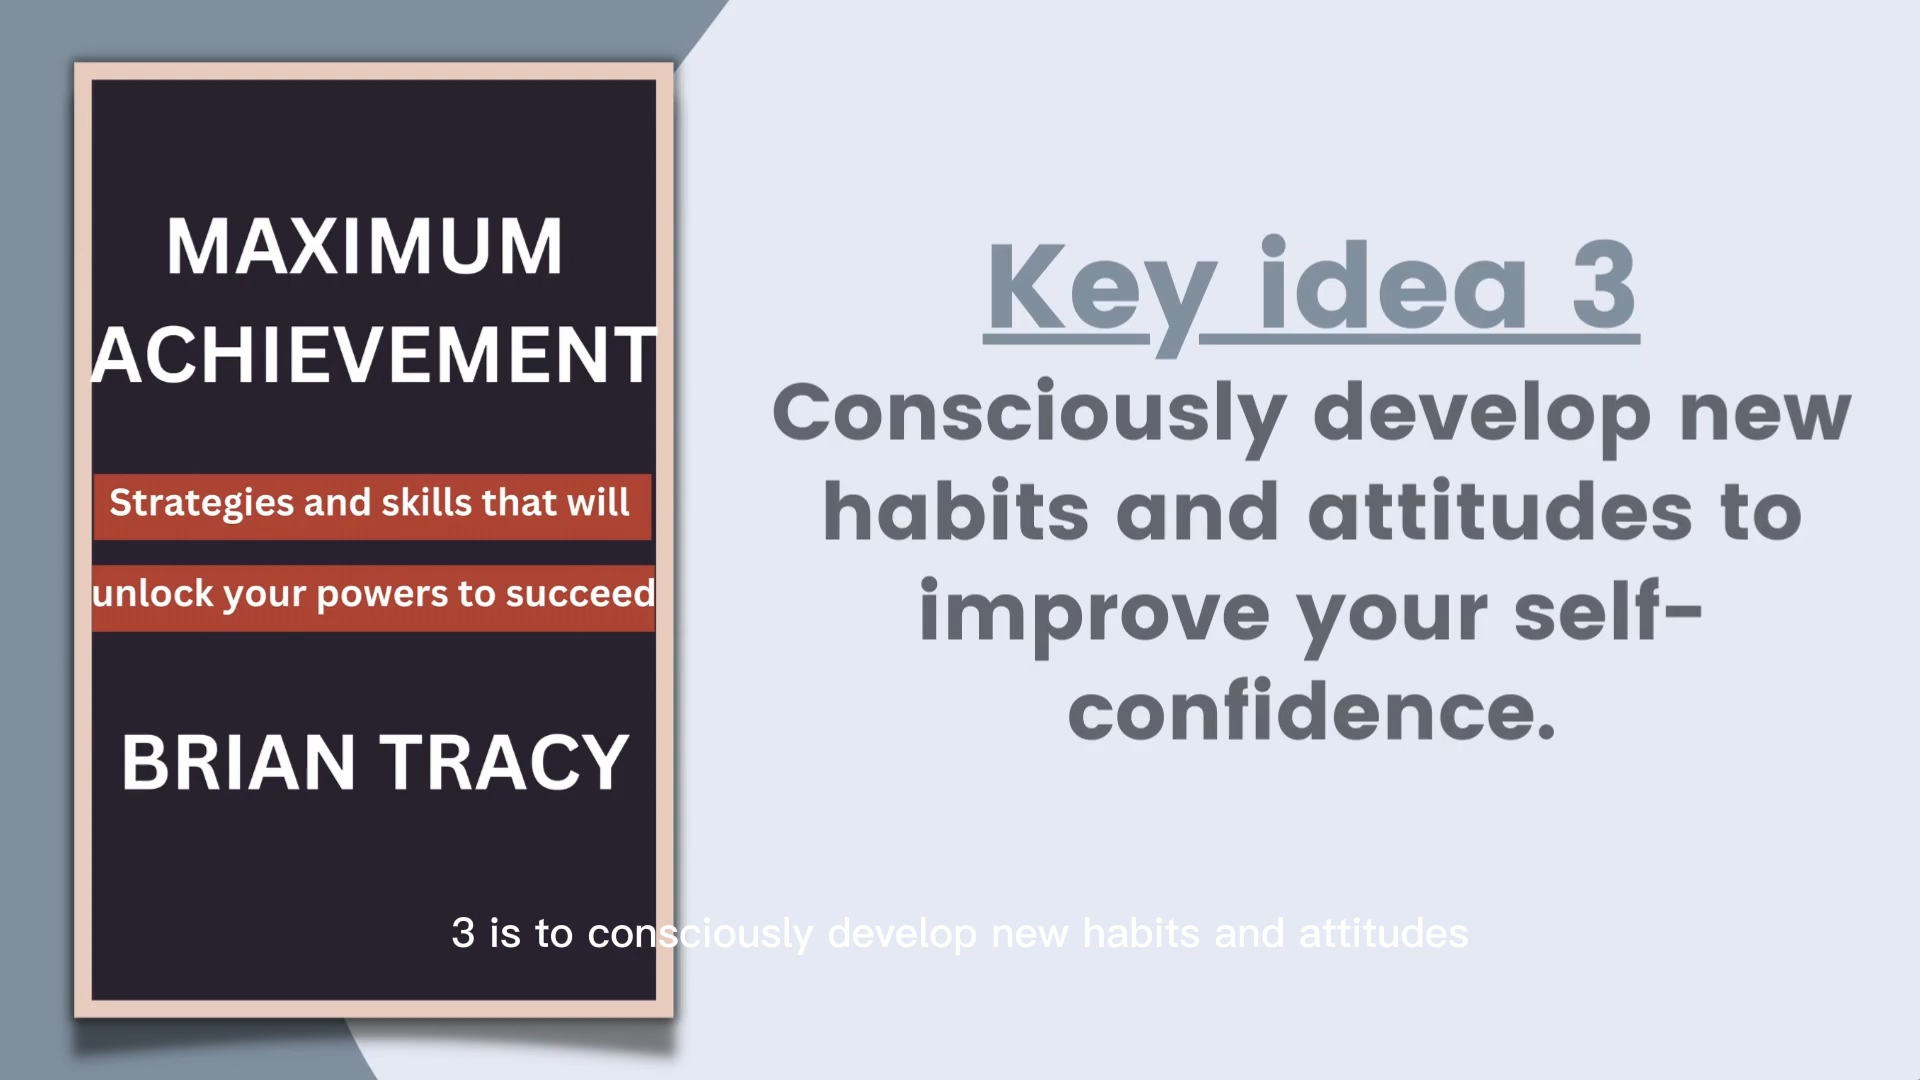 MAXIMUM
ACHIEVEMENT
Strategies and skills that will
unlock your powers to succeed
BRIAN TRACY
Key idea 3
Consciously develop new
habits and attitudes to
improve your self-
confidence.
3 is to consciously develop new habits and attitudes